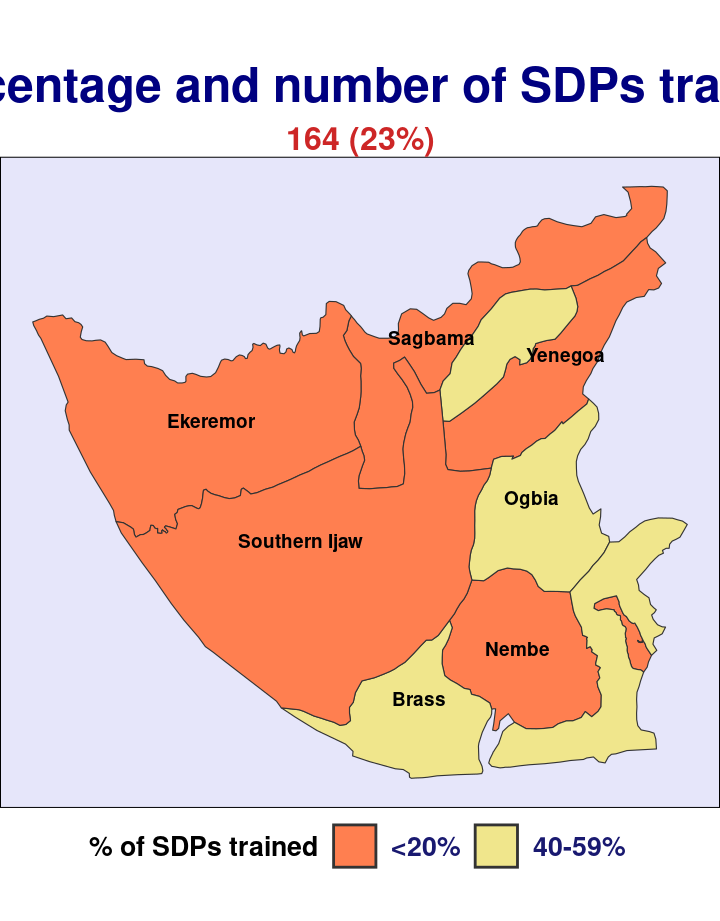 centage and number of SDPs tra
164 (23%)
Sagbama
Yenegoa
Ekeremor
Ogbia
Southern Ijaw
Nembe
Brass
% of SDPs trained <20% 40-59%